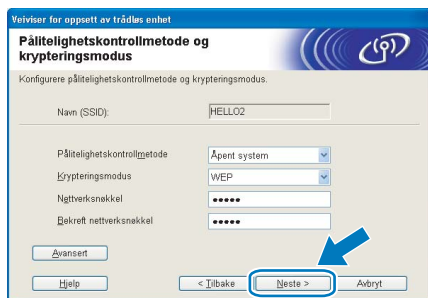 Veiviser for oppsett av trådløs enhet
Pålitelighetskontrollmetode og
krypteringsmodus
Konfigurere pålitelighetskontrollmetode og krypteringsmodus.
Navn (SSID): HELLO2
Pålitelighetskontrollmetode Åpent system
Krypteringsmodus WEP
Nettverksnøkkel •••••
Bekreft nettverksnøkkel •••••
Avansert
Hjelp < Tilbake Neste > Avbryt